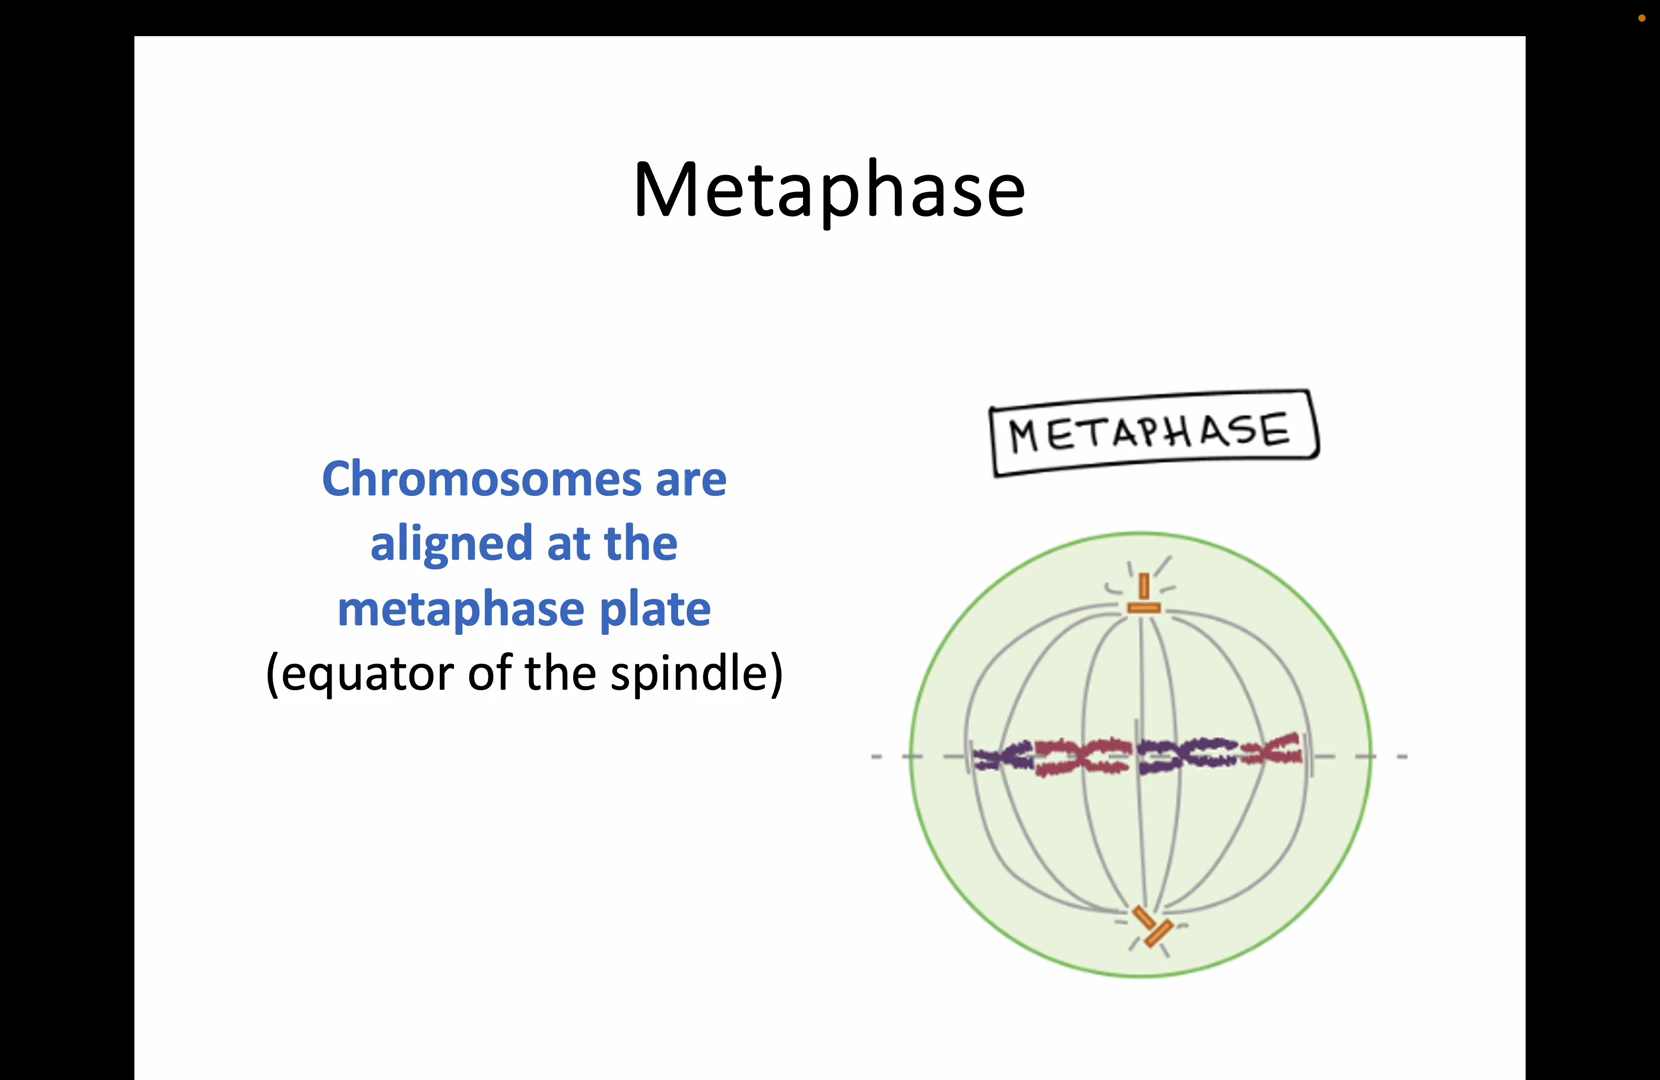 Metaphase
METAPHASE
Chromosomes are
aligned at the
metaphase plate
(equator of the spindle)